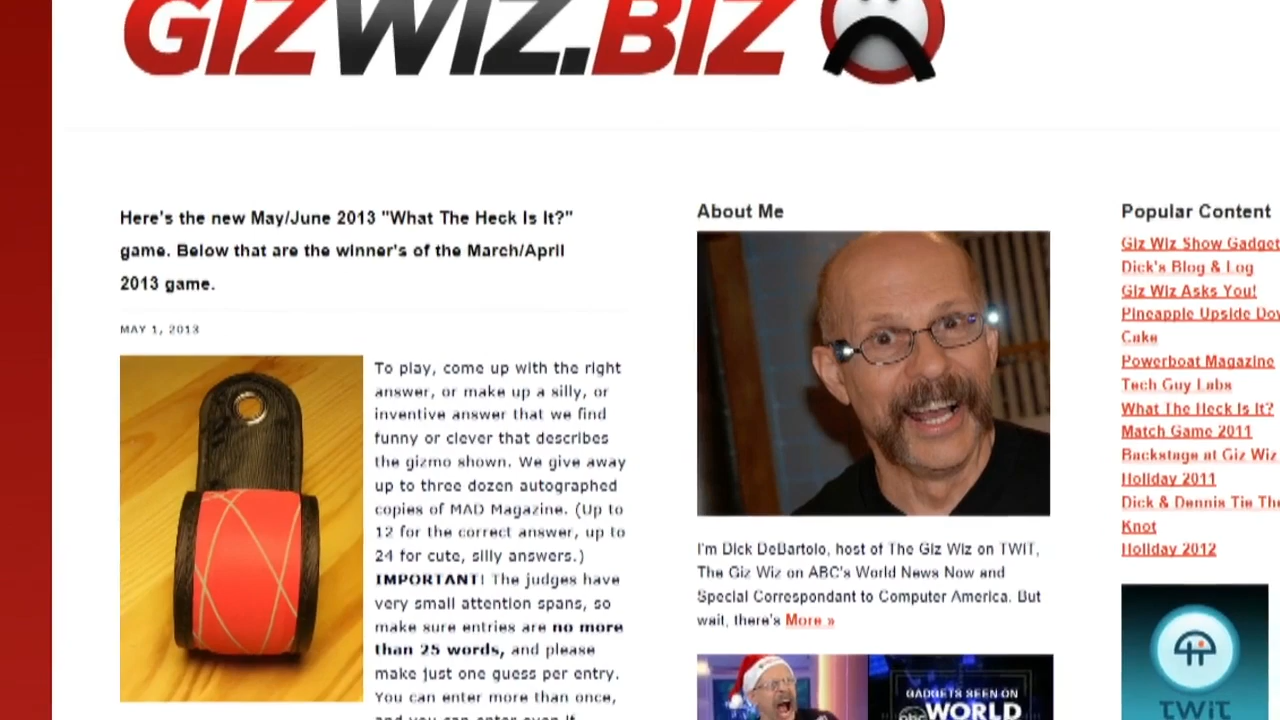 GIZWIZ.BIZ
Here's the new May/June 2013 "What The Heck Is It?"
game. Below that are the winner's of the March/April
2013 game.
MAY 1, 2013
To play, come up with the right
answer, or make up a silly, or
inventive answer that we find
funny or clever that describes
the gizmo shown. We give away
up to three dozen autographed
copies of MAD Magazine. (Up to
12 for the correct answer, up to
24 for cute, silly answers.)
IMPORTANT! The judges have
very small attention spans, so
make sure entries are no more
than 25 words, and please
make just one guess per entry.
You can enter more than once,
and you can enter even if
About Me
I'm Dick DeBartolo, host of The Giz Wiz on TWIT,
The Giz Wiz on ABC's World News Now and
Special Correspondant to Computer America. But
wait, there's More »
GADGETS SEEN ON
abc WORLD
Popular Content
Giz Wiz Show Gadget
Dick's Blog & Log
Giz Wiz Asks You!
Pineapple Upside Dow
Cake
Powerboat Magazine
Tech Guy Labs
What The Heck Is It?
Match Game 2011
Backstage at Giz Wiz
Holiday 2011
Dick & Dennis Tie The
Knot
Holiday 2012
TWiT